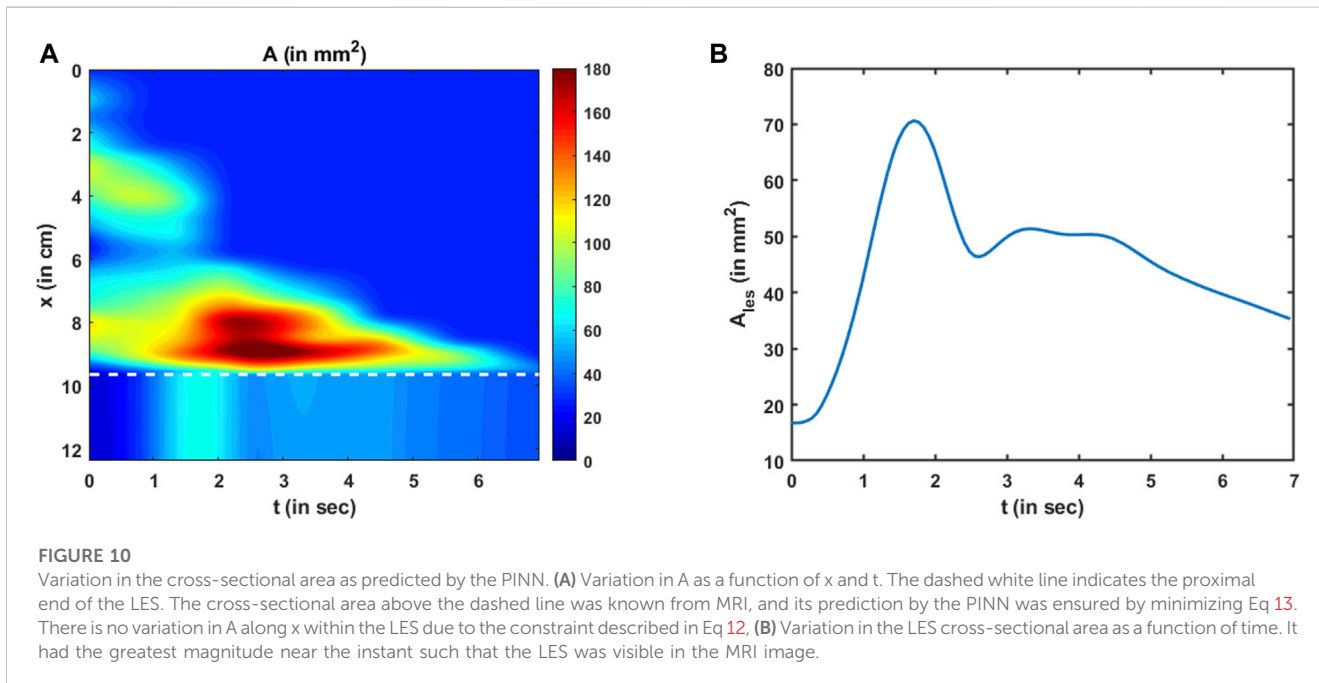 A
A (in mm2)
0
2
4
6
8
10
12
x (in cm)
0 1 2 3 4 5 6
t (in sec)
180
160
140
120
100
80
60
40
20
0
B
80
70
60
50
40
30
20
10
Ales (in mm2)
0 1 2 3 4 5 6 7
t (in sec)
FIGURE 10
Variation in the cross-sectional area as predicted by the PINN. (A) Variation in A as a function of x and t. The dashed white line indicates the proximal
end of the LES. The cross-sectional area above the dashed line was known from MRI, and its prediction by the PINN was ensured by minimizing Eq 13.
There is no variation in A along x within the LES due to the constraint described in Eq 12, (B) Variation in the LES cross-sectional area as a function of time. It
had the greatest magnitude near the instant such that the LES was visible in the MRI image.